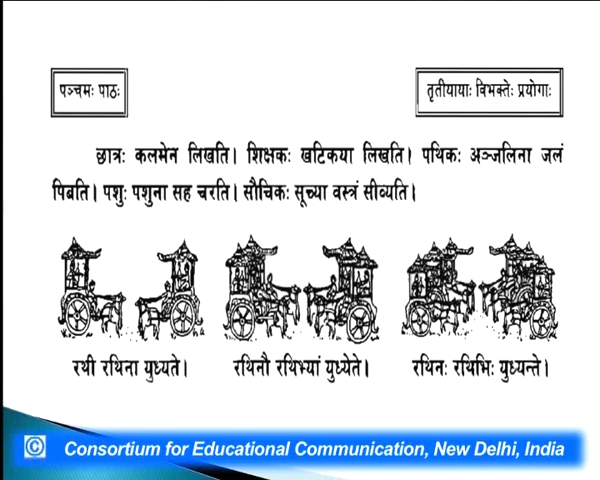 पञ्चमः पाठः
तृतीयायाः विभक्तेः प्रयोगाः
छात्रः कलमेन लिखति। शिक्षकः खटिकया लिखति। पथिकः अञ्जलिना जलं
पिबति। पशुः पशुना सह चरति। सौचिकः सूच्या वस्त्रं सीव्यति।
रथी रथिना युध्यते।
रथिनौ रथिभ्यां युध्येते।
रथिनः रथिभिः युध्यन्ते।
© Consortium for Educational Communication, New Delhi, India